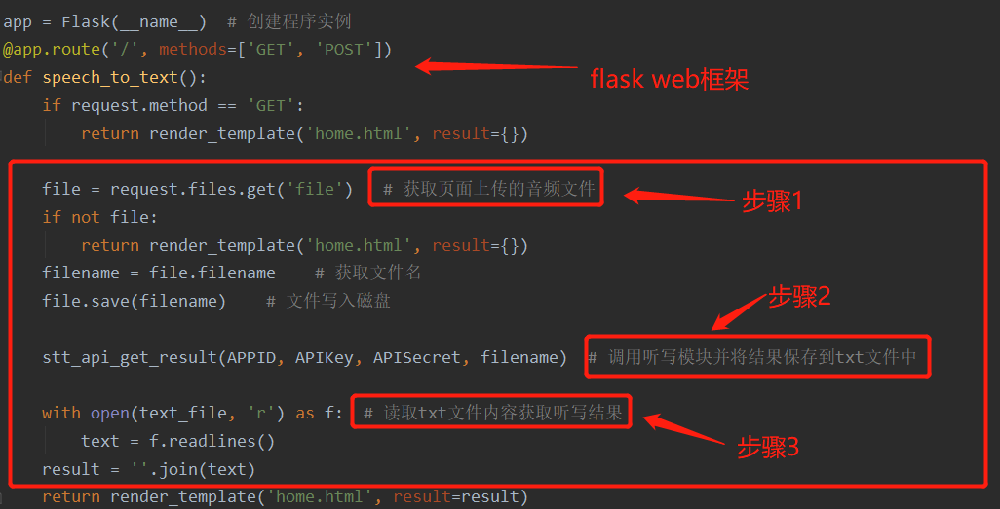 app = Flask(__name__)  # 创建程序实例
@app.route('/', methods=['GET', 'POST'])
def speech_to_text():
flask web框架
    if request.method == 'GET':
        return render_template('home.html', result={})
    file = request.files.get('file')   # 获取页面上传的音频文件
步骤1
    if not file:
        return render_template('home.html', result={})
    filename = file.filename    # 获取文件名
    file.save(filename)    # 文件写入磁盘
步骤2
    stt_api_get_result(APPID, APIKey, APISecret, filename)  # 调用听写模块并将结果保存到txt文件中
    with open(text_file, 'r') as f:  # 读取txt文件内容获取听写结果
        text = f.readlines()
步骤3
    result = ''.join(text)
    return render_template('home.html', result=result)